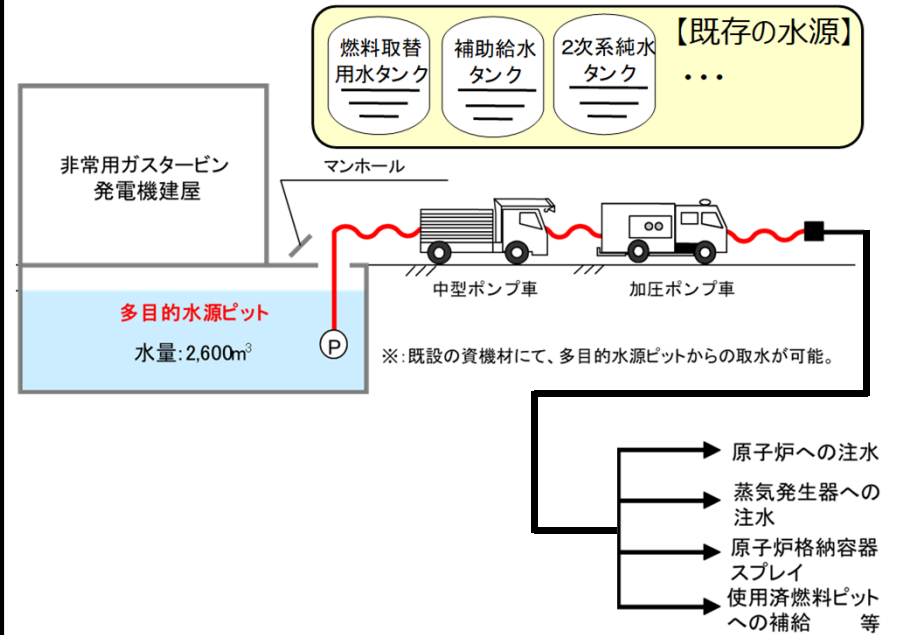 【既存の水源】
燃料取替
用水タンク
補助給水
タンク
2次系純水
タンク
・・・
非常用ガスタービン
発電機建屋
マンホール
中型ポンプ車
加圧ポンプ車
多目的水源ピット
水量:2,600m³
P
※:既設の資機材にて、多目的水源ピットからの取水が可能。
原子炉への注水
蒸気発生器への
注水
原子炉格納容器
スプレイ
使用済燃料ピット
への補給　等